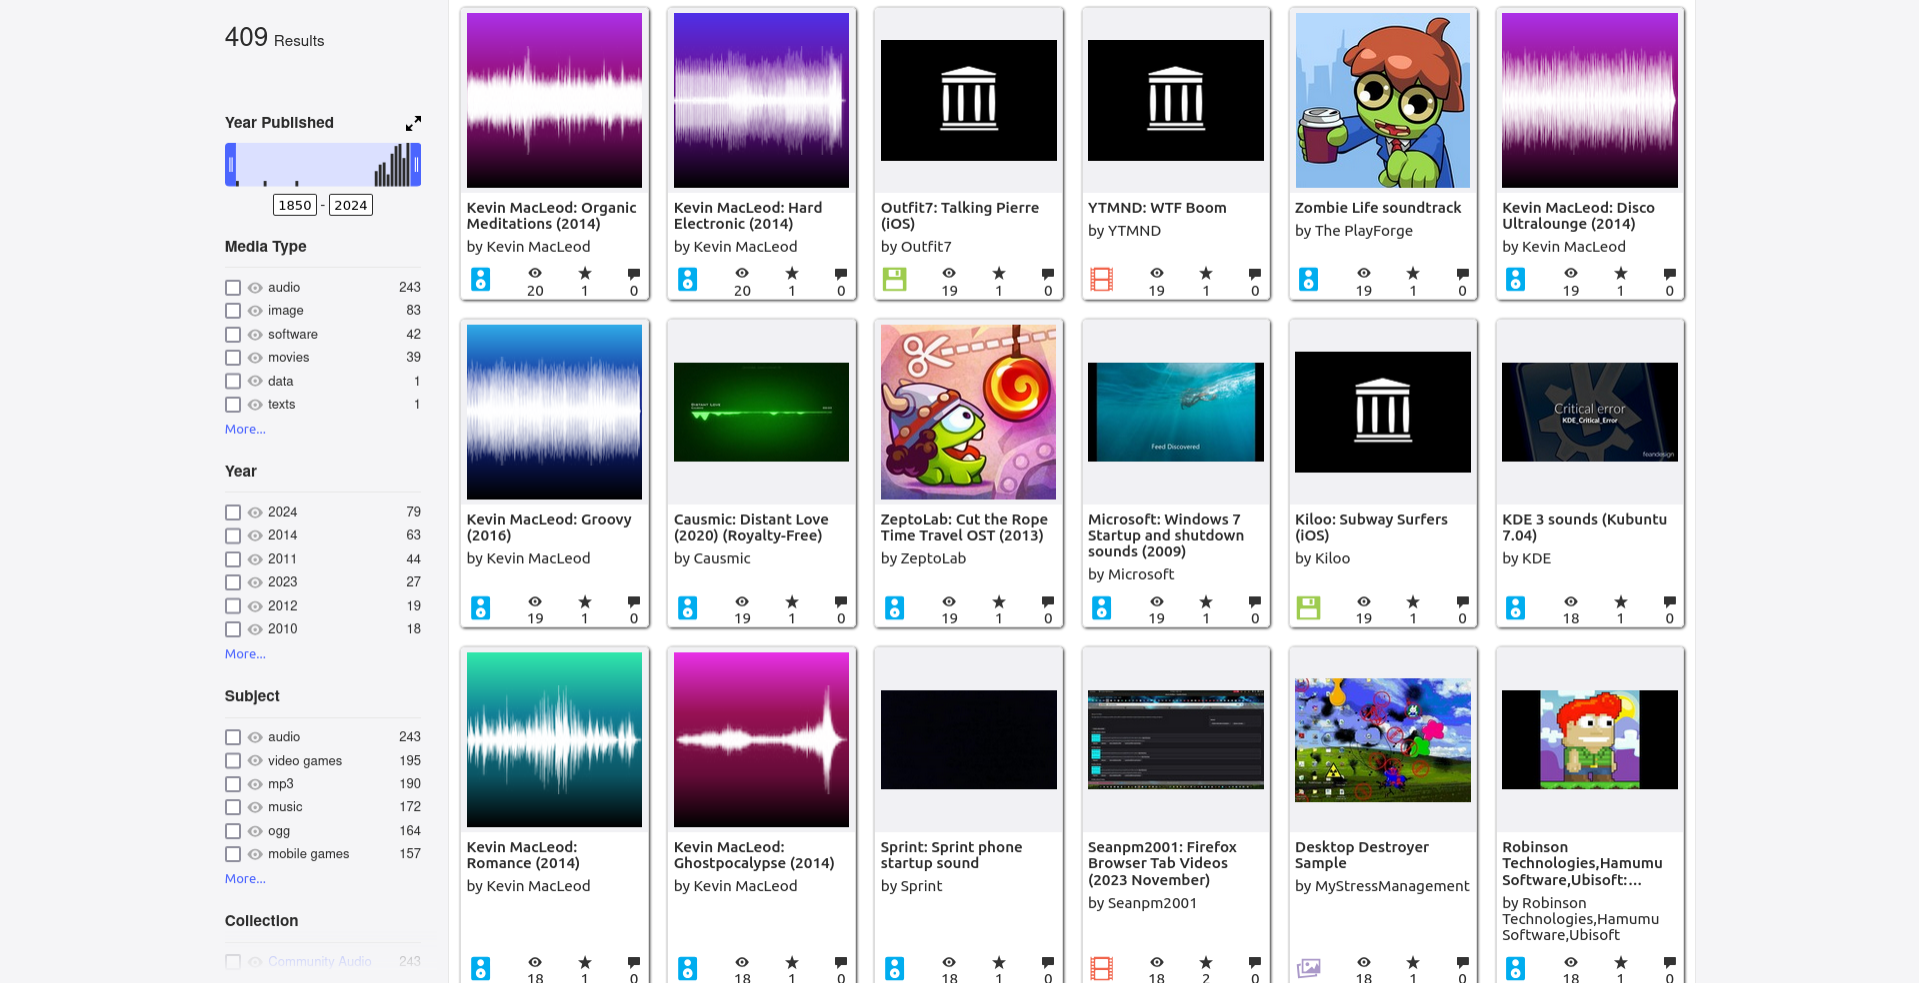 409 Results
Year Published
1850 - 2024
Media Type
audio 243
image 83
software 42
movies 39
data 1
texts 1
More...
Year
2024 79
2014 63
2011 44
2023 27
2012 19
2010 18
More...
Subject
audio 243
video games 195
mp3 190
music 172
ogg 164
mobile games 157
More...
Collection
Community Audio 243
Kevin MacLeod: Organic
Meditations (2014)
by Kevin MacLeod
20 1 0
Kevin MacLeod: Hard
Electronic (2014)
by Kevin MacLeod
20 1 0
Outfit7: Talking Pierre
(iOS)
by Outfit7
19 1 0
YTMND: WTF Boom
by YTMND
19 1 0
Zombie Life soundtrack
by The PlayForge
19 1 0
Kevin MacLeod: Disco
Ultralounge (2014)
by Kevin MacLeod
19 1 0
Kevin MacLeod: Groovy
(2016)
by Kevin MacLeod
19 1 0
DISTANT LOVE
Causmic: Distant Love
(2020) (Royalty-Free)
by Causmic
19 1 0
ZeptoLab: Cut the Rope
Time Travel OST (2013)
by ZeptoLab
19 1 0
Feed Discovered
Microsoft: Windows 7
Startup and shutdown
sounds (2009)
by Microsoft
19 1 0
Kiloo: Subway Surfers
(iOS)
by Kiloo
19 1 0
Critical error
KDE_Critical_Error
KDE 3 sounds (Kubuntu
7.04)
by KDE
18 1 0
Kevin MacLeod:
Romance (2014)
by Kevin MacLeod
18 1 0
Kevin MacLeod:
Ghostpocalypse (2014)
by Kevin MacLeod
18 1 0
Sprint: Sprint phone
startup sound
by Sprint
18 1 0
Seanpm2001: Firefox
Browser Tab Videos
(2023 November)
by Seanpm2001
18 2 0
Desktop Destroyer
Sample
by MyStressManagement
18 1 0
Robinson
Technologies,Hamumu
Software,Ubisoft:...
by Robinson
Technologies,Hamumu
Software,Ubisoft
18 1 0